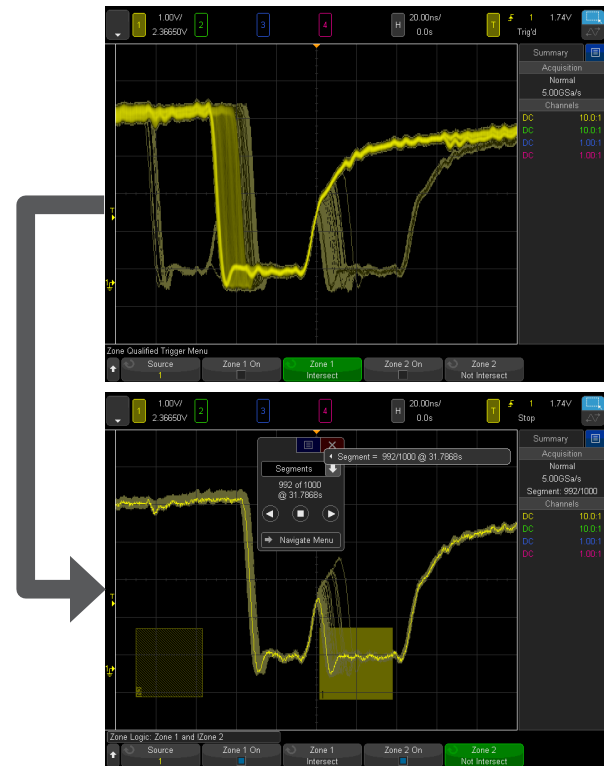 1 1.00V/ 2 3 4 H 20.00ns/ T 1 1.74V
2.36650V 0.0s Trig'd
Summary
Acquisition
Normal
5.00GSa/s
Channels
DC 10.0:1
DC 10.0:1
DC 1.00:1
DC 1.00:1
T
1
Zone Qualified Trigger Menu
Source Zone 1 On Zone 1 Zone 2 On Zone 2
1 Intersect Not Intersect
1 1.00V/ 2 3 4 H 20.00ns/ T 1 1.74V
2.36650V 0.0s Stop
Summary
Segment = 992/1000 @ 31.7868s
Acquisition
Segments
Normal
992 of 1000
5.00GSa/s
@ 31.7868s
Segment: 992/1000
Channels
DC 10.0:1
DC 10.0:1
DC 1.00:1
DC 1.00:1
Navigate Menu
T
1
Zone Logic: Zone 1 and !Zone 2
Source Zone 1 On Zone 1 Zone 2 On Zone 2
1 Intersect Not Intersect